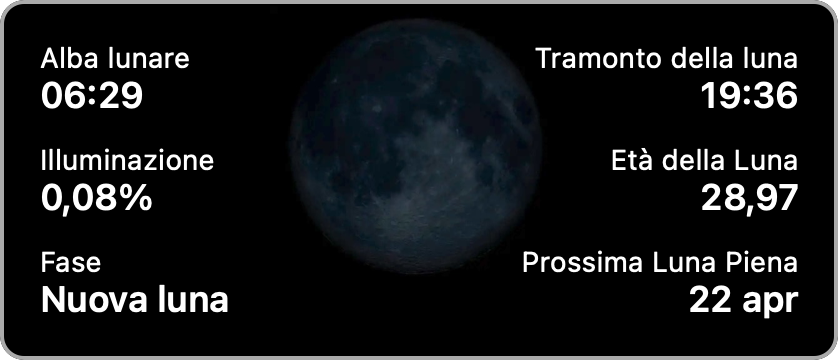 Alba lunare
06:29
Illuminazione
0,08%
Fase
Nuova luna
Tramonto della luna
19:36
Età della Luna
28,97
Prossima Luna Piena
22 apr